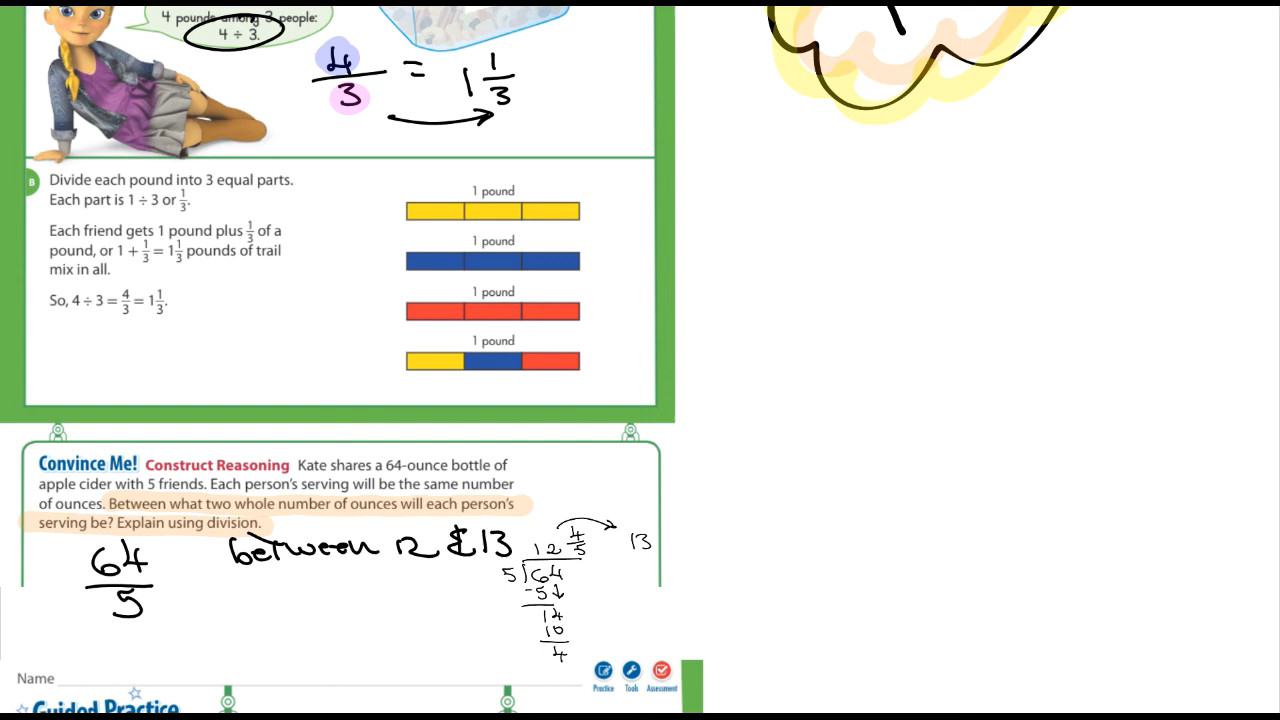 4 pounds among 3 people:
4 ÷ 3.
4/3 = 1 1/3
B
Divide each pound into 3 equal parts.
Each part is 1 ÷ 3 or 1/3.
Each friend gets 1 pound plus 1/3 of a
pound, or 1 + 1/3 = 1 1/3 pounds of trail
mix in all.
So, 4 ÷ 3 = 4/3 = 1 1/3.
1 pound
1 pound
1 pound
1 pound
Convince Me! Construct Reasoning Kate shares a 64-ounce bottle of
apple cider with 5 friends. Each person's serving will be the same number
of ounces. Between what two whole number of ounces will each person's
serving be? Explain using division.
64/5
between 12 & 13
12 4/5
13
5 64
-5
14
10
4
Name
Practice Tools Assessment
Guided Practice